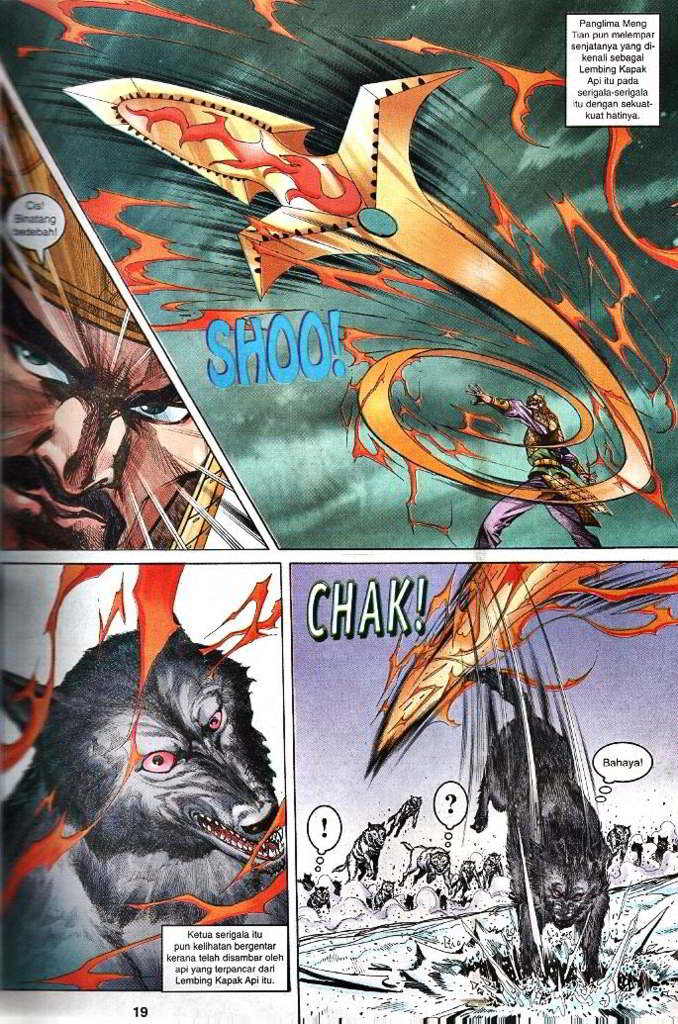 Panglima Meng
Tian pun melempar
senjatanya yang di-
kenali sebagai
Lembing Kapak
Api itu pada
serigala-serigala
itu dengan sekuat-
kuat hatinya.
Cis!
Binatang
bedebah!
SHOO!
Ketua serigala itu
pun kelihatan bergentar
kerana telah disambar oleh
api yang terpancar dari
Lembing Kapak Api itu.
CHAK!
Bahaya!
?
!
19